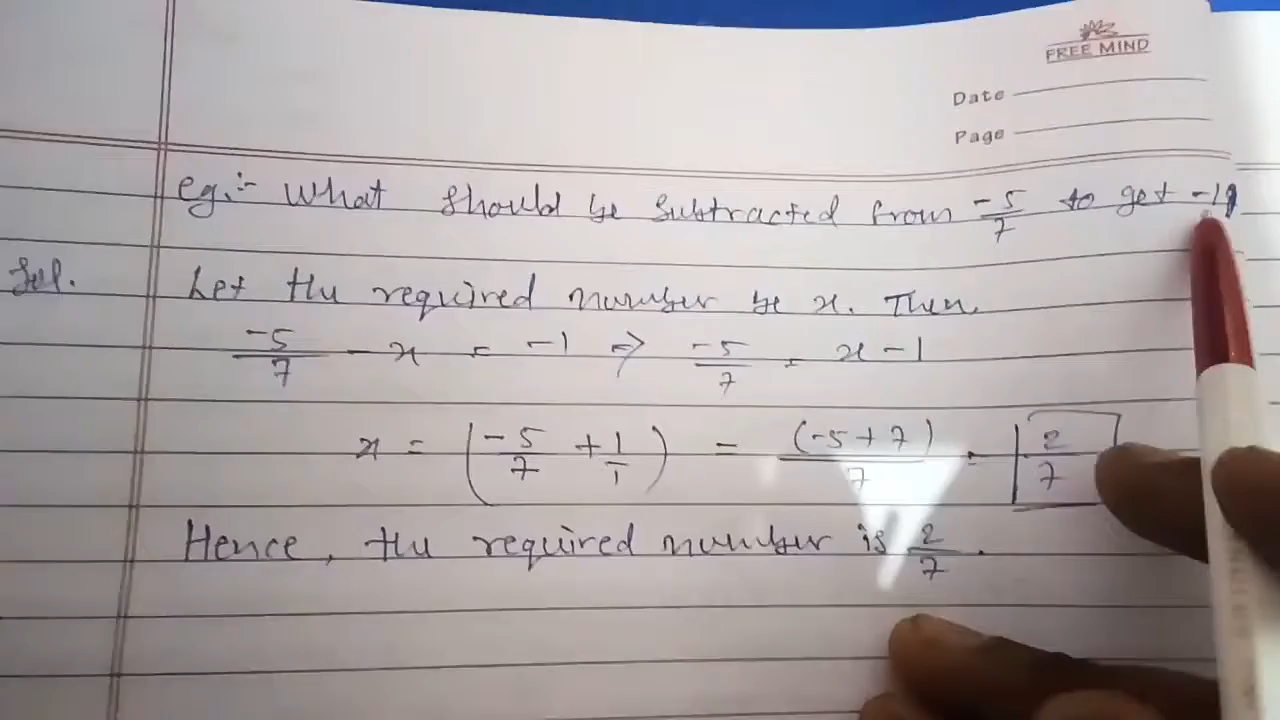 FREE MIND
Date
Page
eg:- What should be subtracted from -5/7 to get -1?
Sol. Let the required number be x. Then,
-5/7 - x = -1 ⇒ -5/7 = x - 1
x = (-5/7 + 1/1) = (-5+7)/7 = 2/7
Hence, the required number is 2/7.